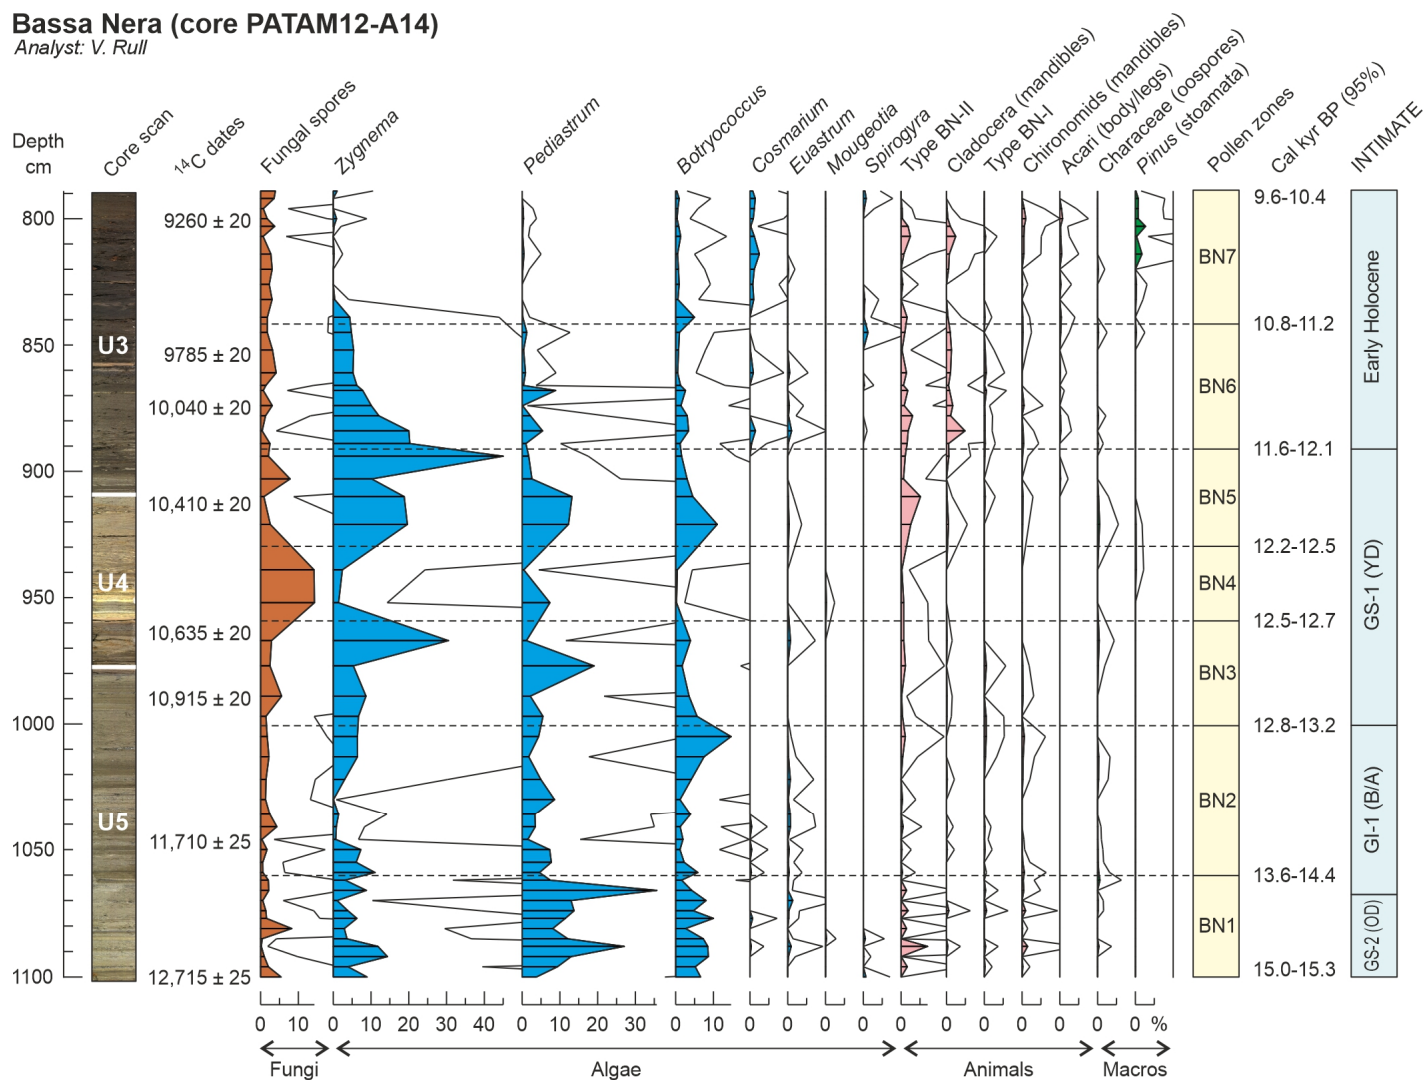 Bassa Nera (core PATAM12-A14)
Analyst: V. Rull
Depth
cm
Core scan
¹⁴C dates
Fungal spores
Zygnema
Pediastrum
Botryococcus
Cosmarium
Euastrum
Mougeotia
Spirogyra
Type BN-II
Cladocera (mandibles)
Type BN-I
Chironomids (mandibles)
Acari (body/legs)
Characeae (oospores)
Pinus (stoamata)
Pollen zones
Cal kyr BP (95%)
INTIMATE
800
850
900
950
1000
1050
1100
U3
U4
U5
9260 ± 20
9785 ± 20
10,040 ± 20
10,410 ± 20
10,635 ± 20
10,915 ± 20
11,710 ± 25
12,715 ± 25
BN7
BN6
BN5
BN4
BN3
BN2
BN1
9.6-10.4
10.8-11.2
11.6-12.1
12.2-12.5
12.5-12.7
12.8-13.2
13.6-14.4
15.0-15.3
Early Holocene
GS-1 (YD)
GI-1 (B/A)
GS-2 (OD)
0 10 0 10 20 30 40 0 10 20 30 0 10 0 0 0 0 0 0 0 0 0 0 0 %
Fungi Algae Animals Macros